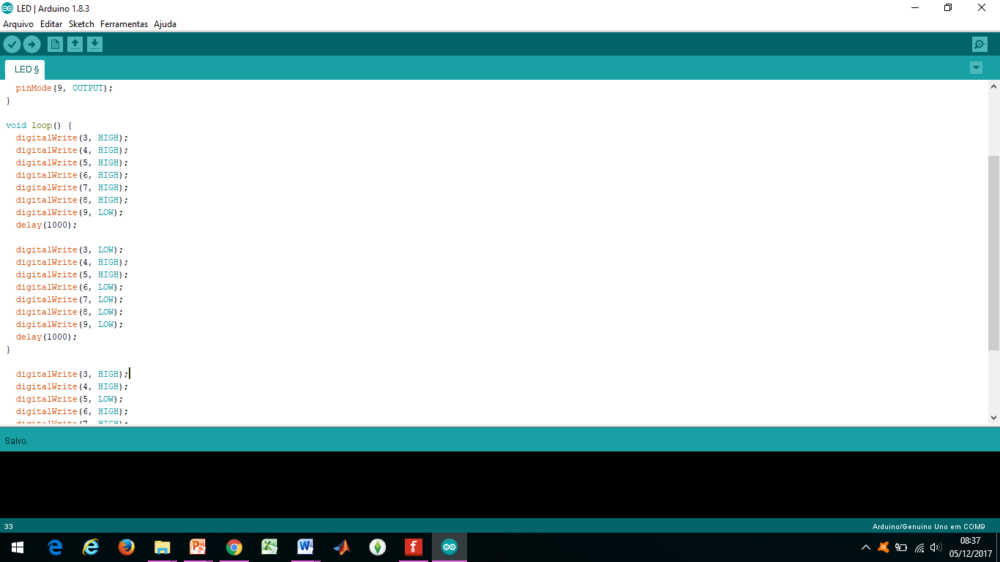 LED | Arduino 1.8.3
Arquivo Editar Sketch Ferramentas Ajuda
LED §
pinMode(9, OUTPUT);
}
void loop() {
digitalWrite(3, HIGH);
digitalWrite(4, HIGH);
digitalWrite(5, HIGH);
digitalWrite(6, HIGH);
digitalWrite(7, HIGH);
digitalWrite(8, HIGH);
digitalWrite(9, LOW);
delay(1000);
digitalWrite(3, LOW);
digitalWrite(4, HIGH);
digitalWrite(5, HIGH);
digitalWrite(6, LOW);
digitalWrite(7, LOW);
digitalWrite(8, LOW);
digitalWrite(9, LOW);
delay(1000);
}
digitalWrite(3, HIGH);
digitalWrite(4, HIGH);
digitalWrite(5, LOW);
digitalWrite(6, HIGH);
digitalWrite(7, HIGH);
Salvo.
33
Arduino/Genuino Uno em COM9
08:37
05/12/2017